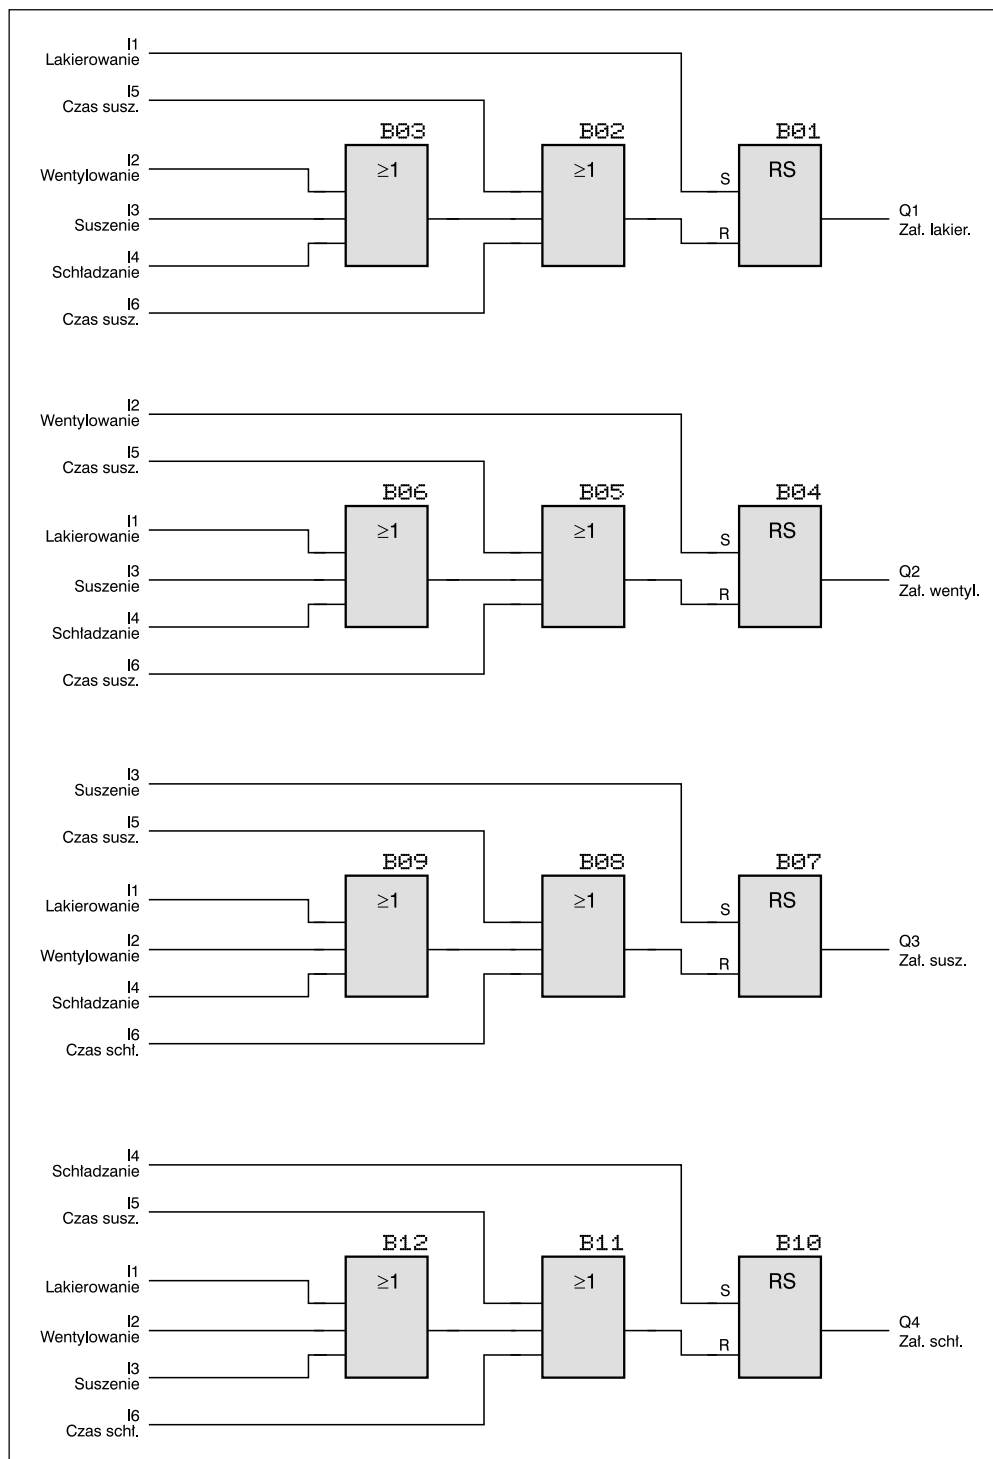 I1
Lakierowanie
I5
Czas susz.
B03
B02
B01
I2
Wentylowanie
≥1
≥1
S
RS
I3
Suszenie
Q1
Zał. lakier.
R
I4
Schładzanie
I6
Czas susz.
I2
Wentylowanie
I5
Czas susz.
B06
B05
B04
I1
Lakierowanie
≥1
≥1
S
RS
I3
Suszenie
Q2
Zał. wentyl.
R
I4
Schładzanie
I6
Czas susz.
I3
Suszenie
I5
Czas susz.
B09
B08
B07
I1
Lakierowanie
≥1
≥1
S
RS
I2
Wentylowanie
Q3
Zał. susz.
R
I4
Schładzanie
I6
Czas schł.
I4
Schładzanie
I5
Czas susz.
B12
B11
B10
I1
Lakierowanie
≥1
≥1
S
RS
I2
Wentylowanie
Q4
Zał. schł.
R
I3
Suszenie
I6
Czas schł.